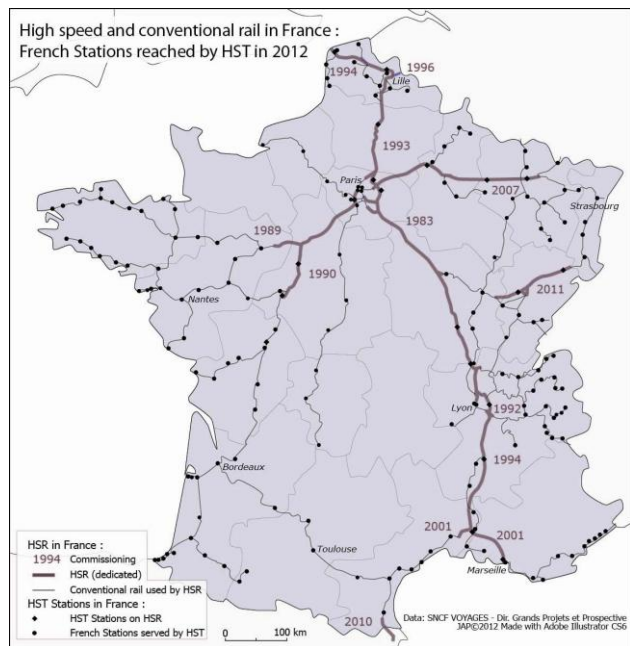 High speed and conventional rail in France :
French Stations reached by HST in 2012
1994
1996
Lille
1993
Paris
2007
Strasbourg
1983
1989
1990
2011
Nantes
Lyon
1992
1994
Bordeaux
2001
2001
Toulouse
Marseille
2010
HSR in France :
1994 Commissioning
HSR (dedicated)
Conventional rail used by HSR
HST Stations in France :
HST Stations on HSR
French Stations served by HST
0 100 km
Data: SNCF VOYAGES - Dir. Grands Projets et Prospective
JAP©2012 Made with Adobe Illustrator CS6